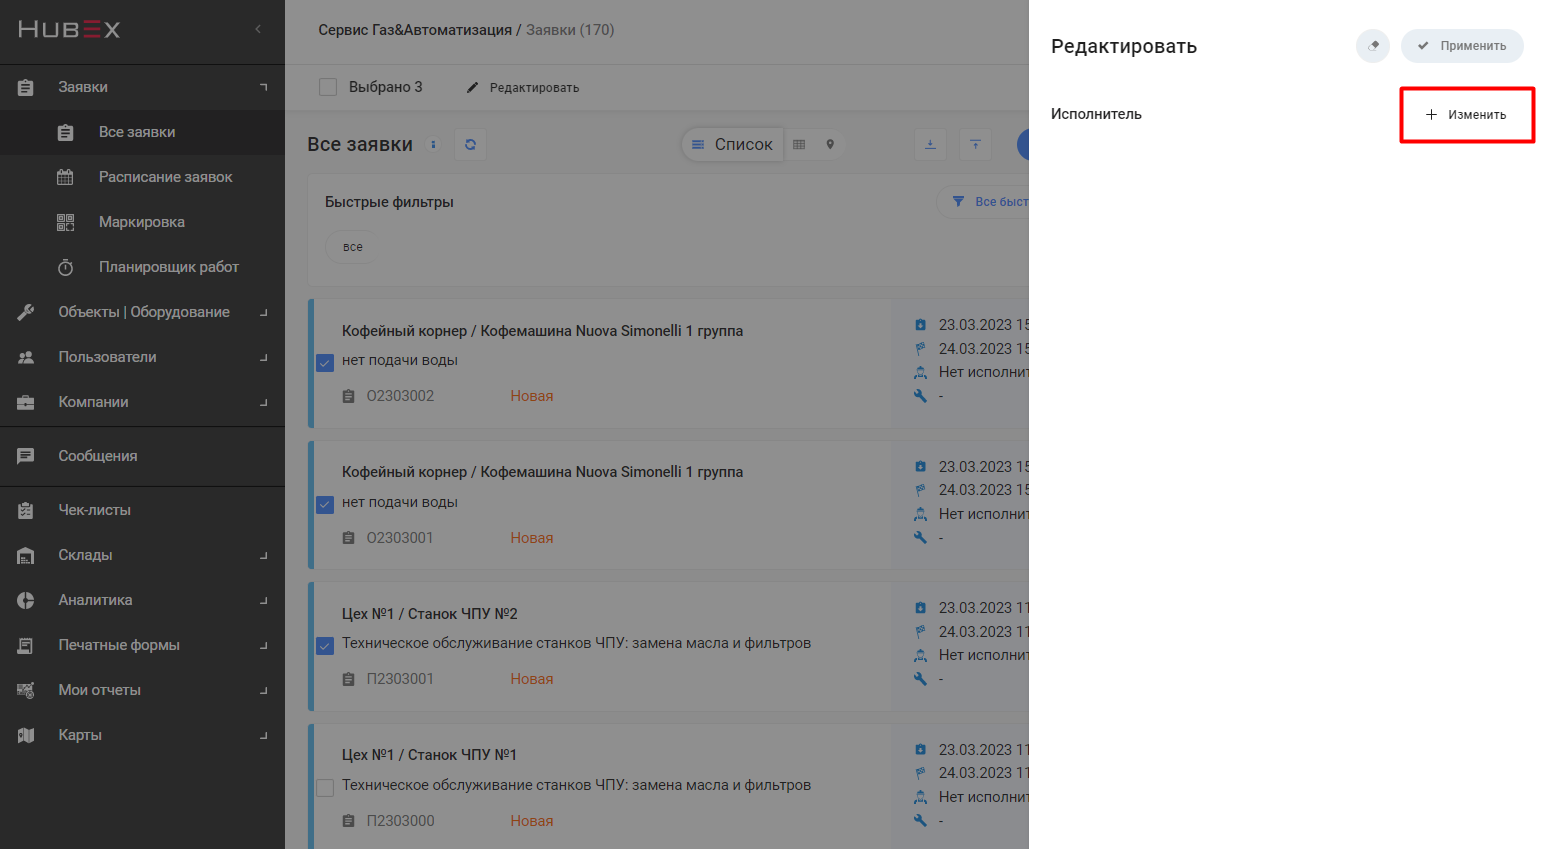 HUBEX
Заявки
Все заявки
Расписание заявок
Маркировка
Планировщик работ
Объекты | Оборудование
Пользователи
Компании
Сообщения
Чек-листы
Склады
Аналитика
Печатные формы
Мои отчеты
Карты
Сервис Газ&Автоматизация / Заявки (170)
Выбрано 3 Редактировать
Все заявки Список
Быстрые фильтры Все быст
все
Кофейный корнер / Кофемашина Nuova Simonelli 1 группа
нет подачи воды
О2303002 Новая
23.03.2023 15
24.03.2023 15
Нет исполнит
-
Кофейный корнер / Кофемашина Nuova Simonelli 1 группа
нет подачи воды
О2303001 Новая
23.03.2023 15
24.03.2023 15
Нет исполнит
-
Цех №1 / Станок ЧПУ №2
Техническое обслуживание станков ЧПУ: замена масла и фильтров
П2303001 Новая
23.03.2023 11
24.03.2023 11
Нет исполнит
-
Цех №1 / Станок ЧПУ №1
Техническое обслуживание станков ЧПУ: замена масла и фильтров
П2303000 Новая
23.03.2023 11
24.03.2023 11
Нет исполнит
-
Редактировать Применить
Исполнитель + Изменить